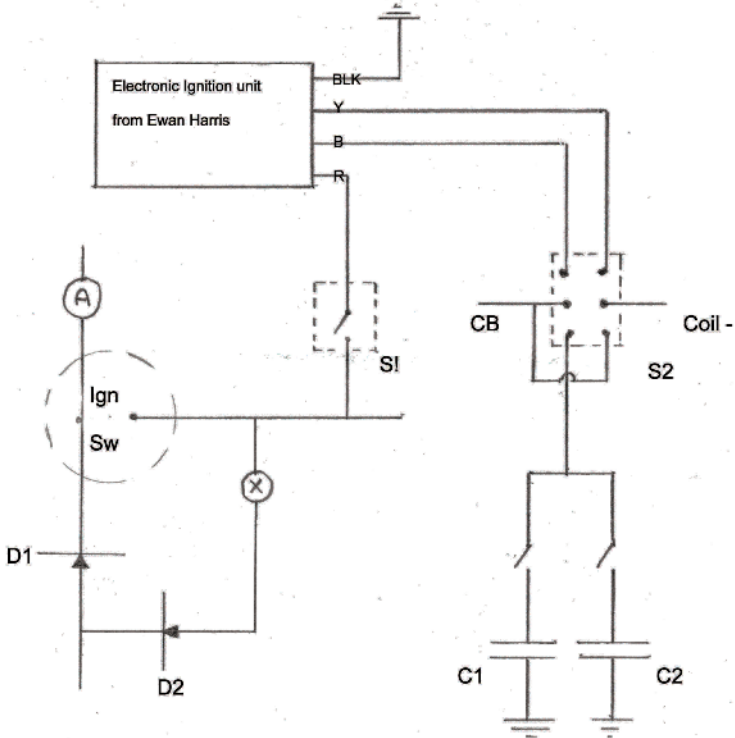 BLK
Electronic Ignition unit
Y
from Ewan Harris
B
R
A
CB
Coil -
S!
S2
Ign
Sw
X
D1
D2
C1
C2